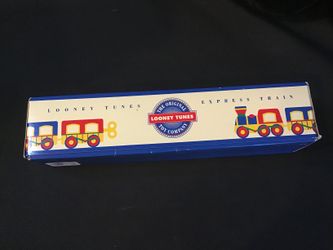 LOONEY TUNES
THE ORIGINAL
LOONEY TUNES
TOY COMPANY
EXPRESS TRAIN